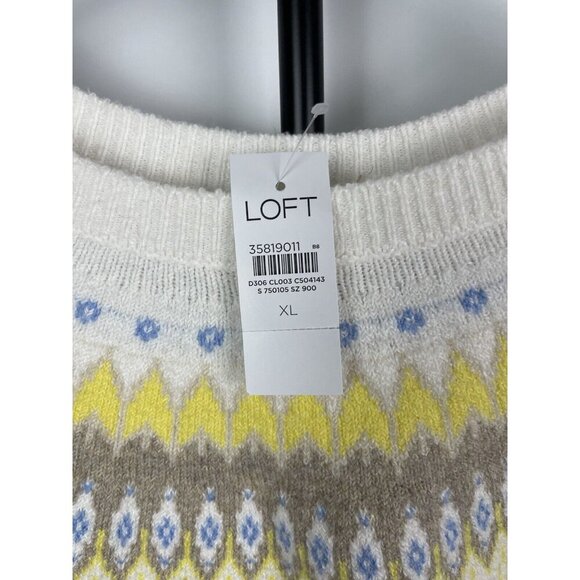 LOFT
35819011 B8
D306 CL003 C504143
S 750105 SZ 900
XL